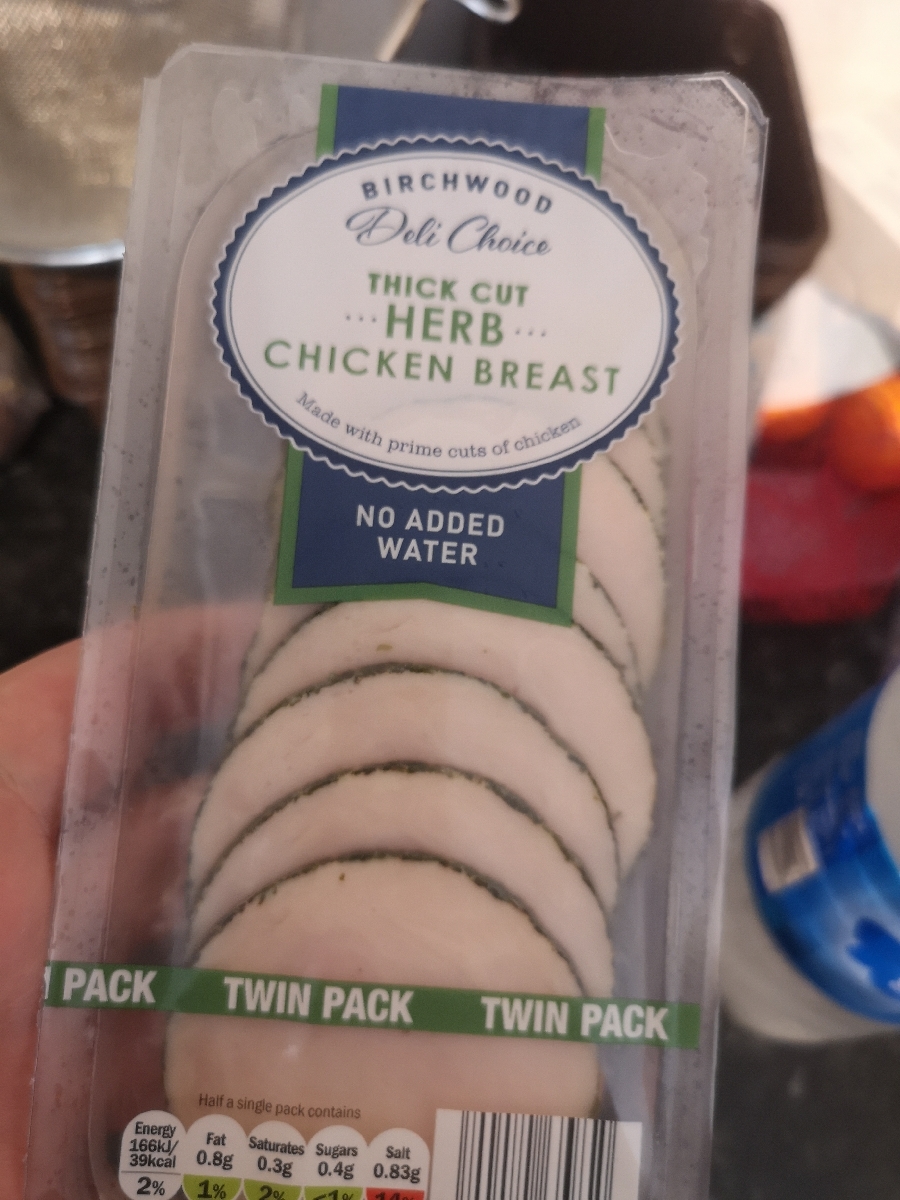 BIRCHWOOD
Deli Choice
THICK CUT
...HERB...
CHICKEN BREAST
Made with prime cuts of chicken
NO ADDED
WATER
PACK TWIN PACK TWIN PACK
Half a single pack contains
Energy
166kJ/
39kcal
2%
Fat
0.8g
1%
Saturates
0.3g
2%
Sugars
0.4g
<1%
Salt
0.83g
14%